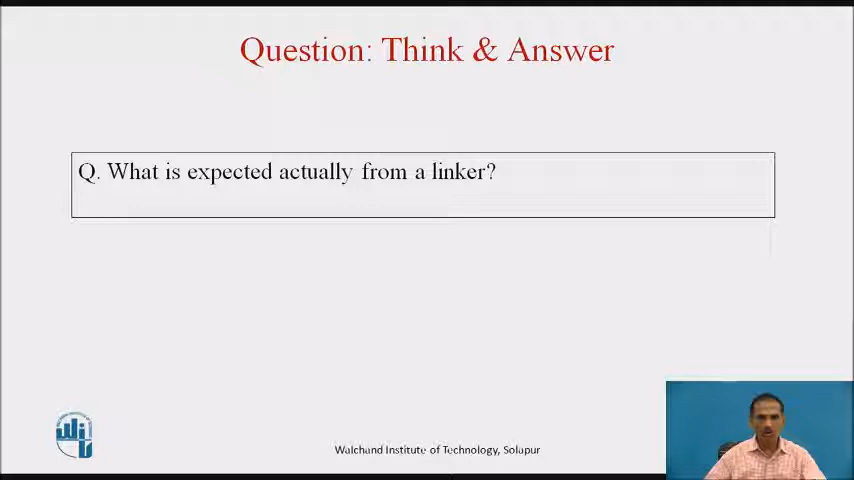 Question: Think & Answer
Q. What is expected actually from a linker?
Walchand Institute of Technology, Solapur